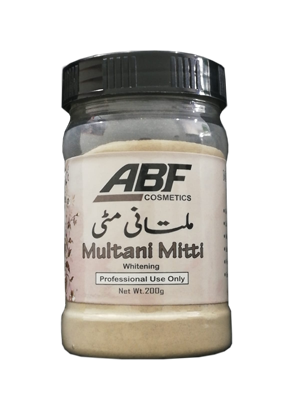 ABF
COSMETICS
ملتانی مٹی
Multani Mitti
Whitening
Professional Use Only
Net Wt.200g